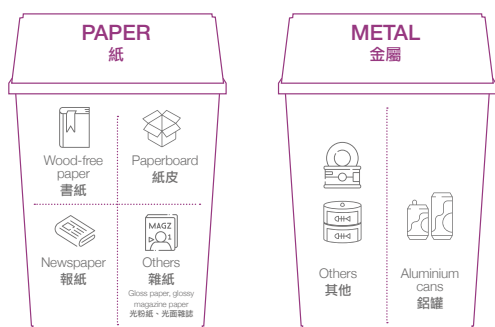 PAPER
紙
Wood-free
paper
書紙
Paperboard
紙皮
Newspaper
報紙
MAGZ
1
Others
雜紙
Gloss paper, glossy
magazine paper
光粉紙、光面雜誌
METAL
金屬
Others
其他
Aluminium
cans
鋁罐